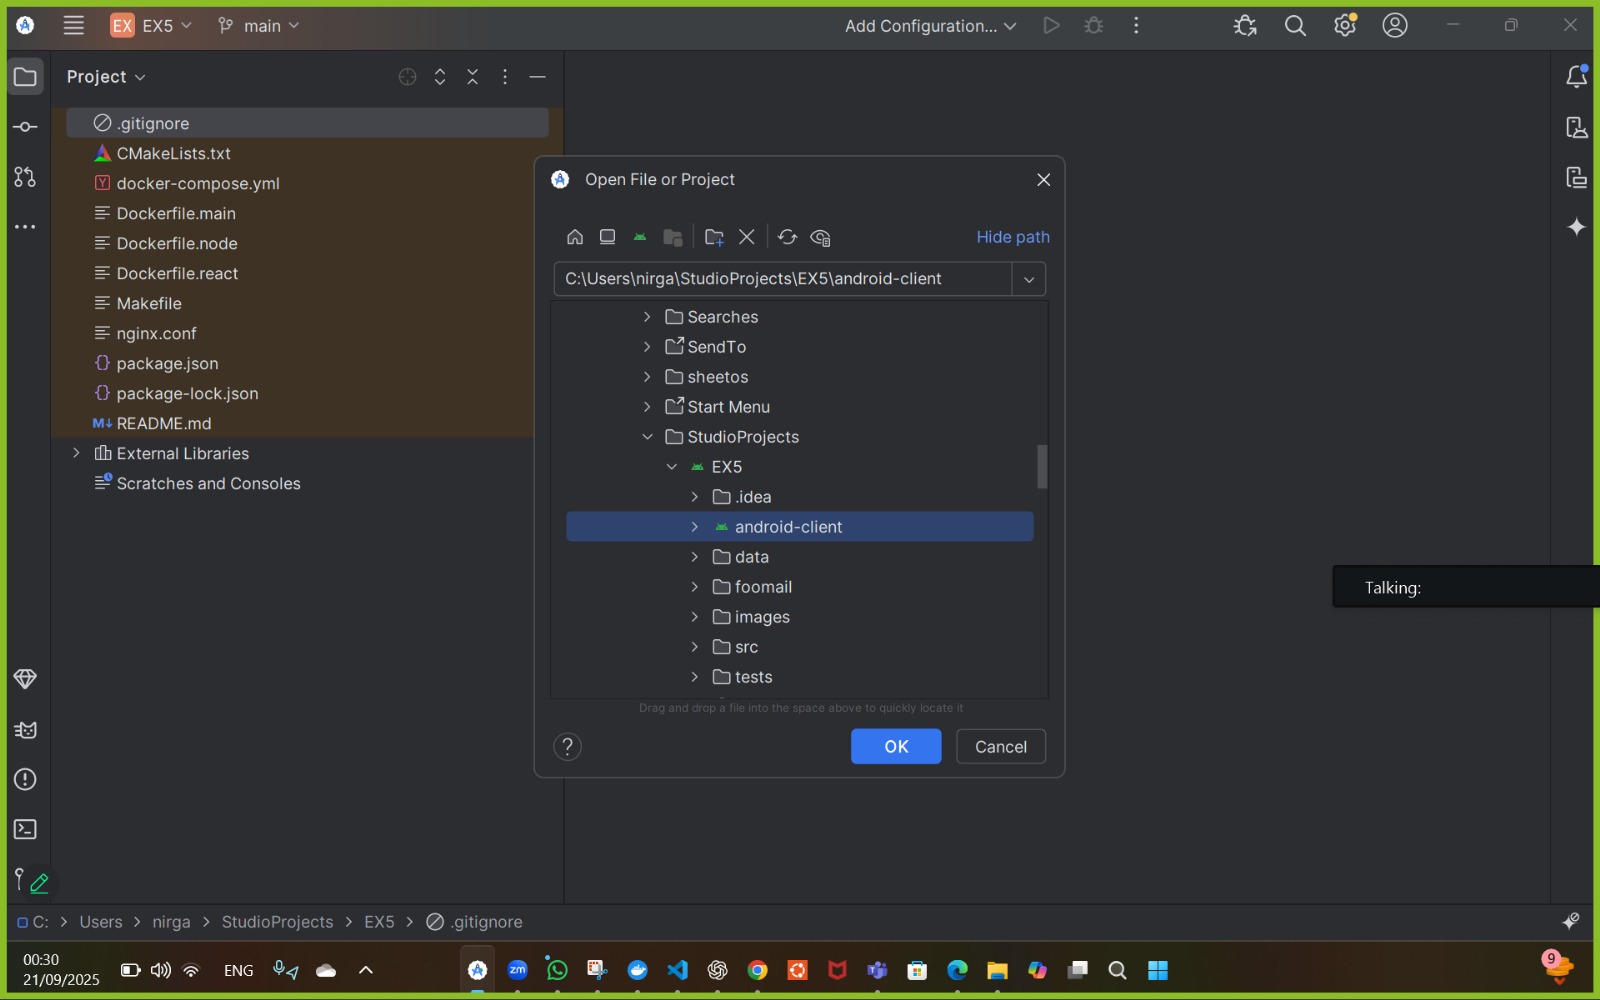 EX EX5 main Add Configuration...
Project
.gitignore
CMakeLists.txt
docker-compose.yml
Dockerfile.main
Dockerfile.node
Dockerfile.react
Makefile
nginx.conf
package.json
package-lock.json
README.md
External Libraries
Scratches and Consoles
Open File or Project
Hide path
C:\Users\nirga\StudioProjects\EX5\android-client
Searches
SendTo
sheetos
Start Menu
StudioProjects
EX5
.idea
android-client
data
foomail
images
src
tests
Drag and drop a file into the space above to quickly locate it
? OK Cancel
Talking:
C: > Users > nirga > StudioProjects > EX5 > .gitignore
00:30
21/09/2025
ENG
zm
9